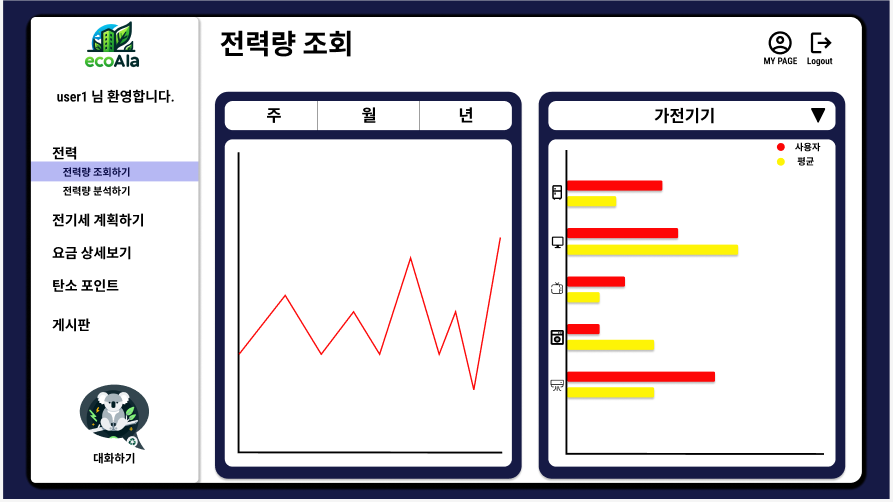 ecoAla
user1 님 환영합니다.
전력
전력량 조회하기
전력량 분석하기
전기세 계획하기
요금 상세보기
탄소 포인트
게시판
대화하기
전력량 조회
MY PAGE
Logout
주
월
년
가전기기
사용자
평균